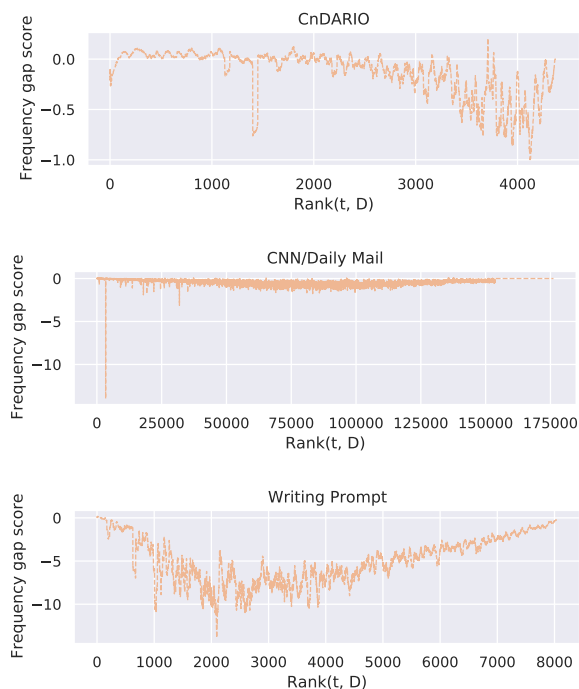 CnDARIO
Frequency gap score
0.0
−0.5
−1.0
0 1000 2000 3000 4000
Rank(t, D)
CNN/Daily Mail
Frequency gap score
0
−5
−10
0 25000 50000 75000 100000 125000 150000 175000
Rank(t, D)
Writing Prompt
Frequency gap score
0
−5
−10
0 1000 2000 3000 4000 5000 6000 7000 8000
Rank(t, D)